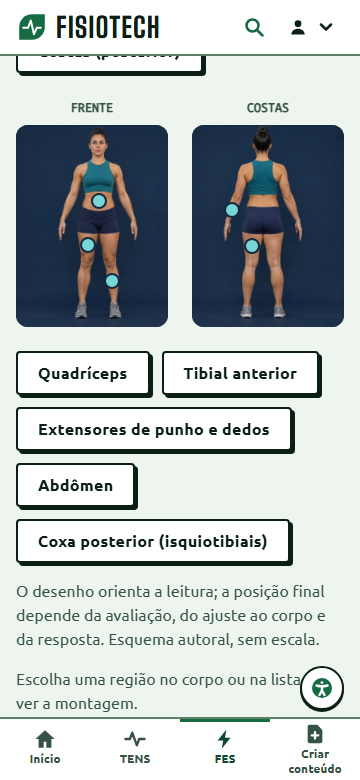 FISIOTECH
FRENTE
COSTAS
Quadríceps
Tibial anterior
Extensores de punho e dedos
Abdômen
Coxa posterior (isquiotibiais)
O desenho orienta a leitura; a posição final
depende da avaliação, do ajuste ao corpo e
da resposta. Esquema autoral, sem escala.
Escolha uma região no corpo ou na lista
ver a montagem.
Início
TENS
FES
Criar
conteúdo